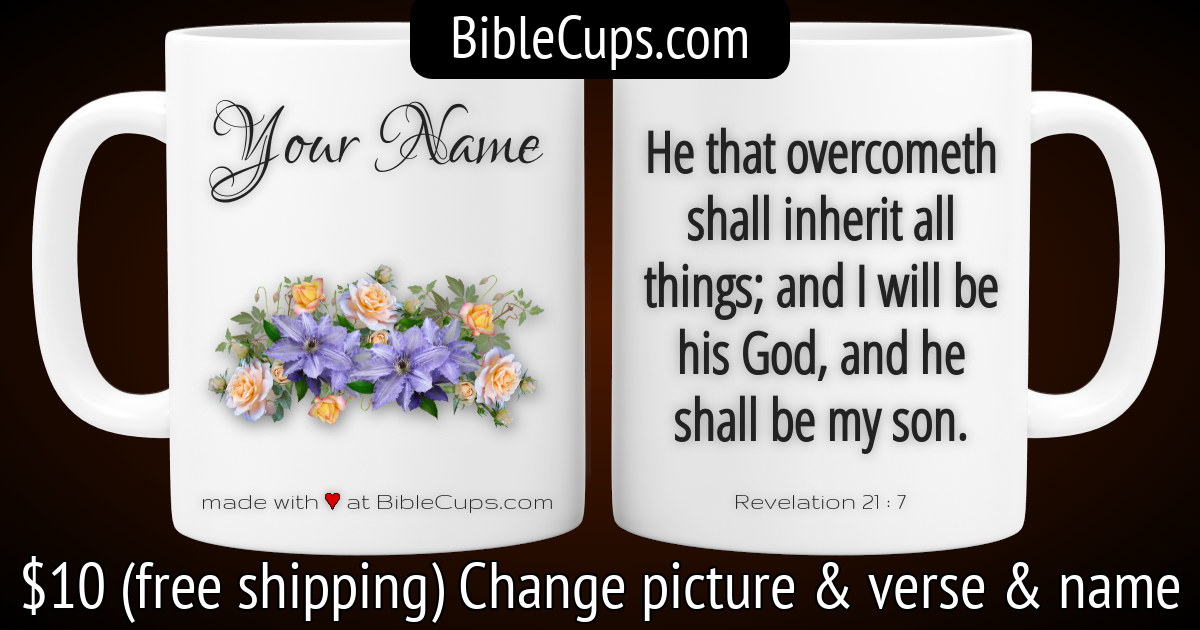 BibleCups.com
Your Name
made with ♥ at BibleCups.com
He that overcometh
shall inherit all
things; and I will be
his God, and he
shall be my son.
Revelation 21 : 7
$10 (free shipping) Change picture & verse & name